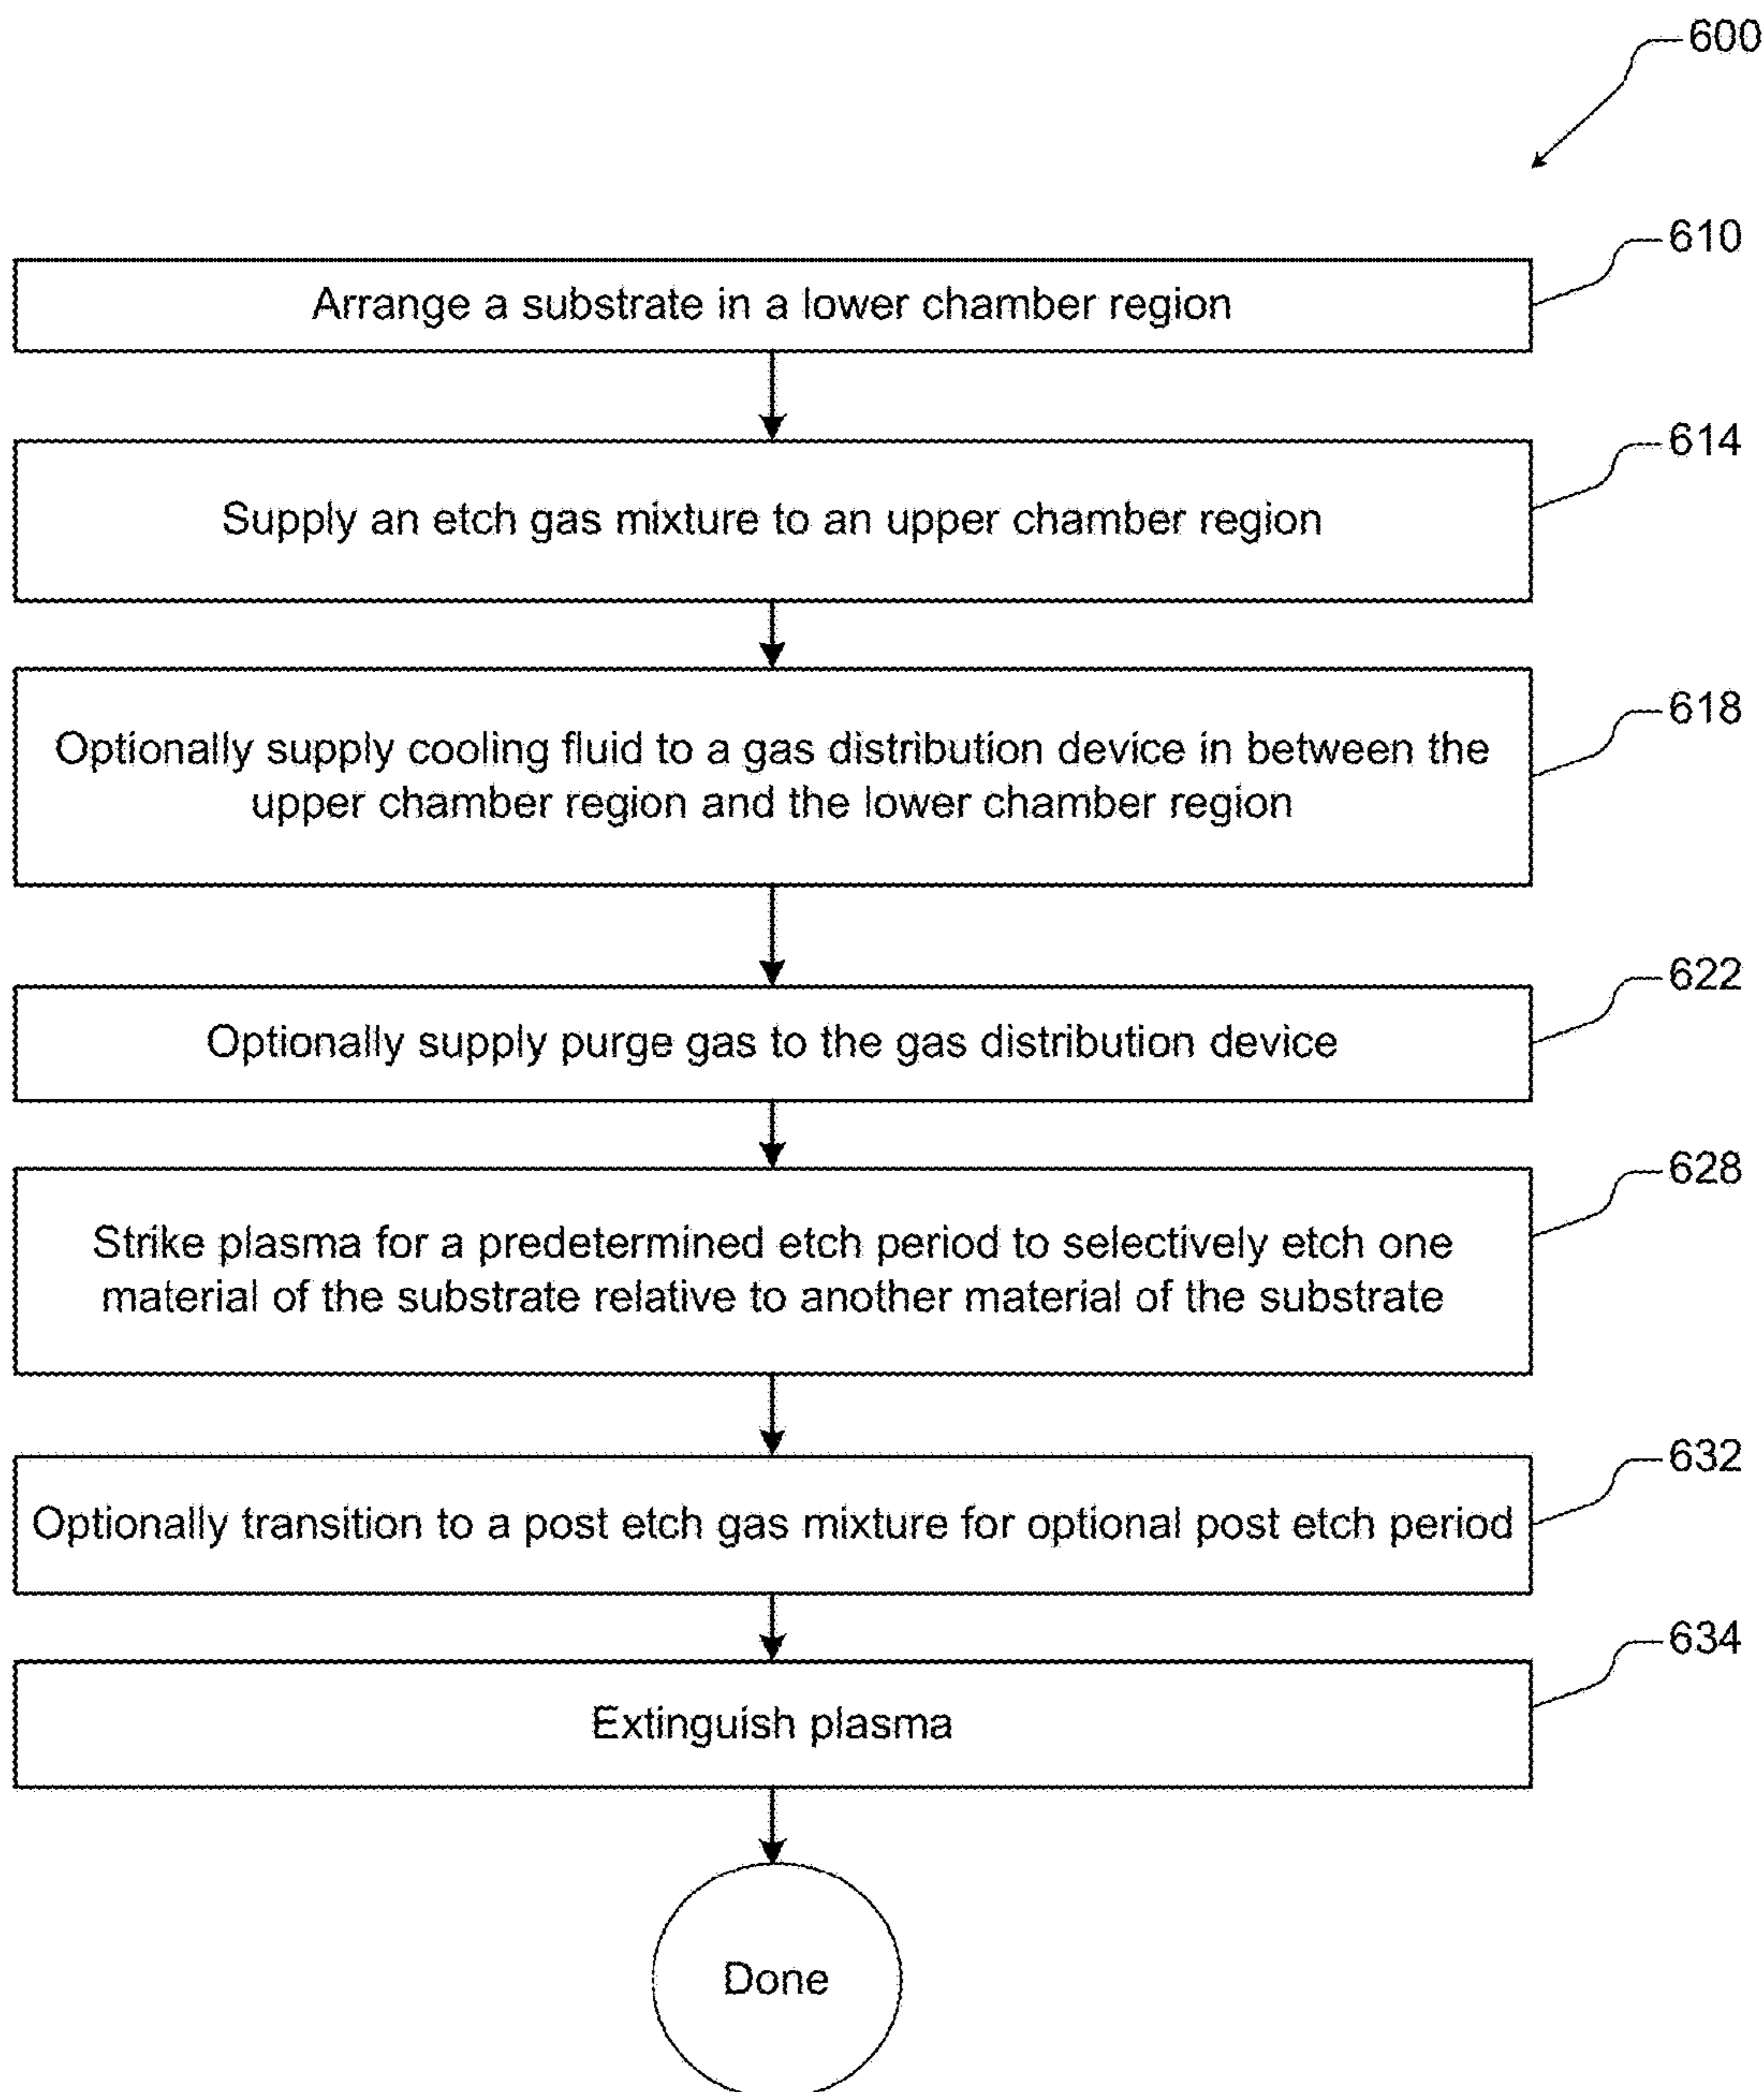 600
610
Arrange a substrate in a lower chamber region
614
Supply an etch gas mixture to an upper chamber region
618
Optionally supply cooling fluid to a gas distribution device in between the
upper chamber region and the lower chamber region
622
Optionally supply purge gas to the gas distribution device
628
Strike plasma for a predetermined etch period to selectively etch one
material of the substrate relative to another material of the substrate
632
Optionally transition to a post etch gas mixture for optional post etch period
634
Extinguish plasma
Done